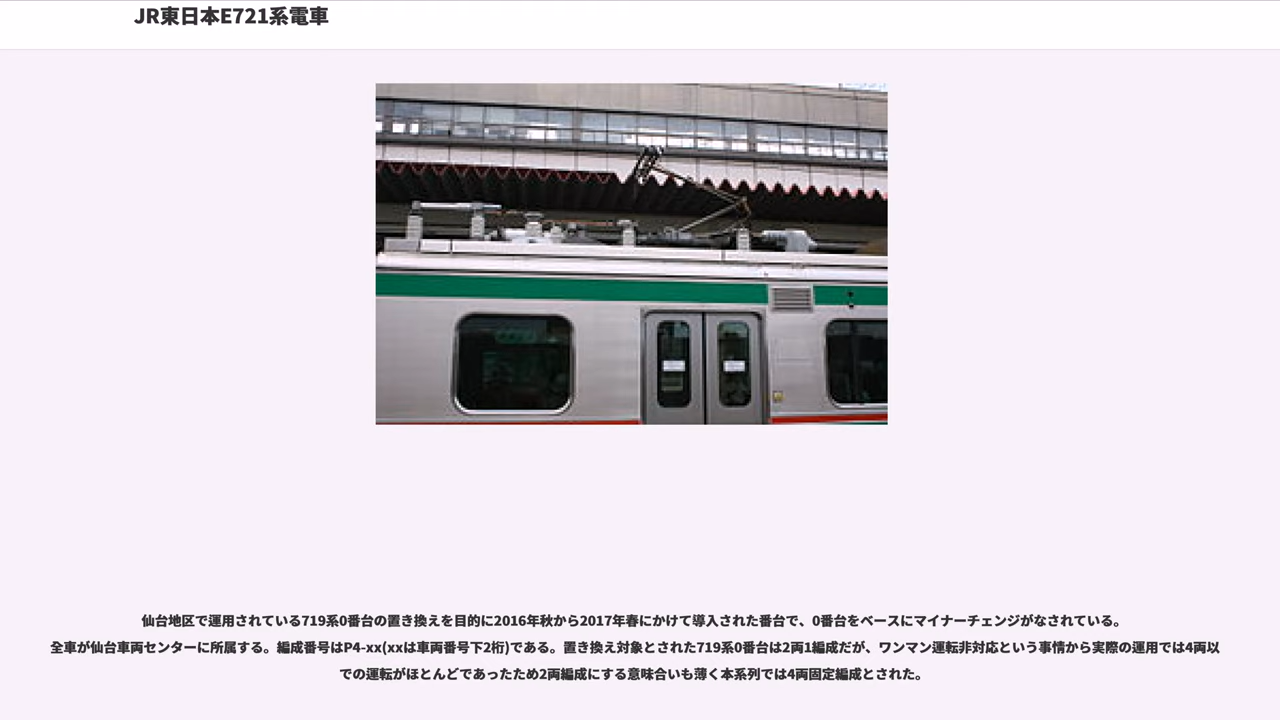 JR東日本E721系電車
仙台地区で運用されている719系0番台の置き換えを目的に2016年秋から2017年春にかけて導入された番台で、0番台をベースにマイナーチェンジがなされている。
全車が仙台車両センターに所属する。編成番号はP4-xx(xxは車両番号下2桁)である。置き換え対象とされた719系0番台は2両1編成だが、ワンマン運転非対応という事情から実際の運用では4両以
での運転がほとんどであったため2両編成にする意味合いも薄く本系列では4両固定編成とされた。